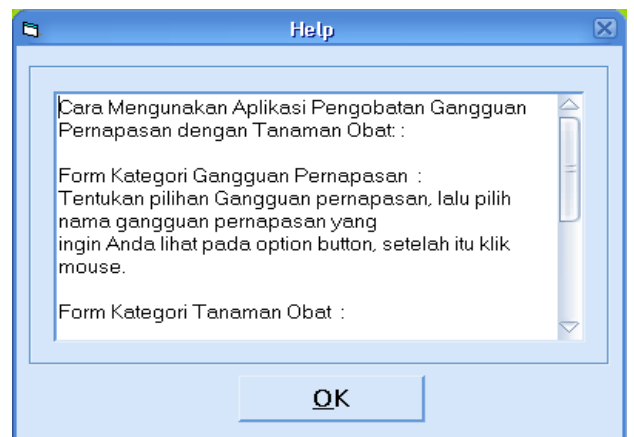 Help
Cara Mengunakan Aplikasi Pengobatan Gangguan
Pernapasan dengan Tanaman Obat: :
Form Kategori Gangguan Pernapasan :
Tentukan pilihan Gangguan pernapasan, lalu pilih
nama gangguan pernapasan yang
ingin Anda lihat pada option button, setelah itu klik
mouse.
Form Kategori Tanaman Obat :
OK